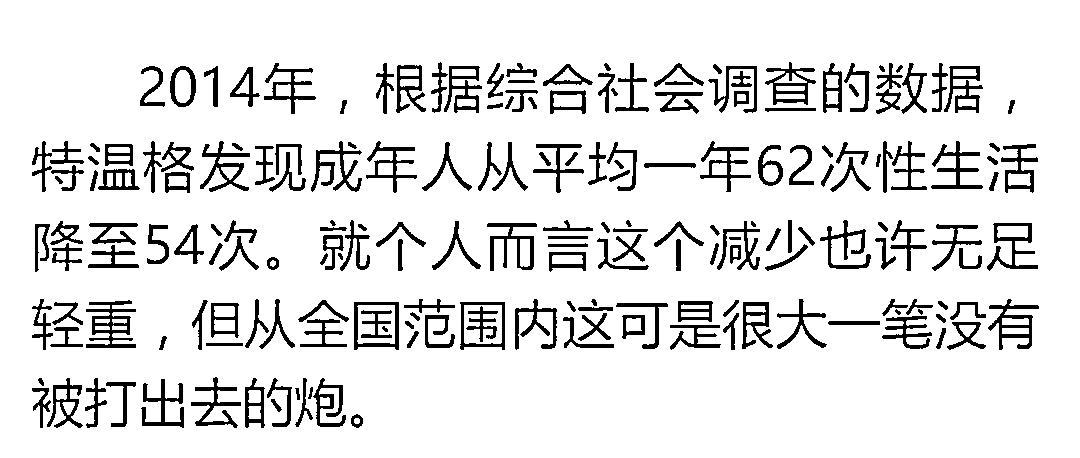 2014年，根据综合社会调查的数据，
特温格发现成年人从平均一年62次性生活
降至54次。就个人而言这个减少也许无足
轻重，但从全国范围内这可是很大一笔没有
被打出去的炮。